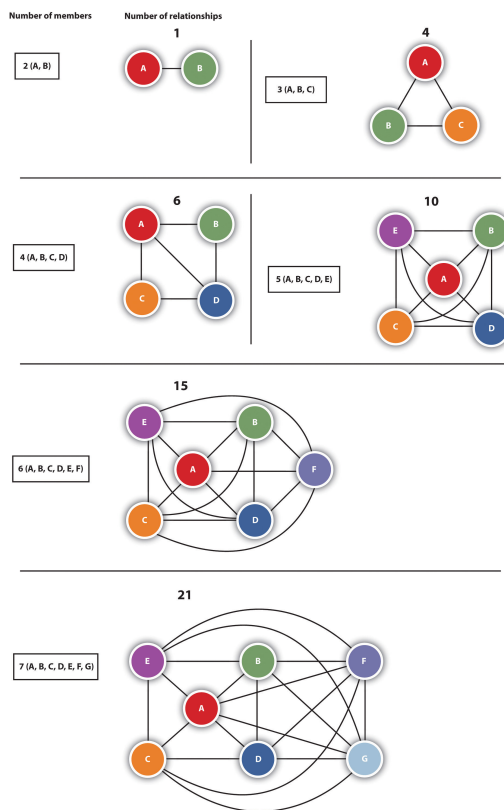 Number of members
Number of relationships
1
2 (A, B)
A
B
4
3 (A, B, C)
A
B
C
6
4 (A, B, C, D)
A
B
C
D
10
5 (A, B, C, D, E)
E
B
A
C
D
15
6 (A, B, C, D, E, F)
E
B
A
F
C
D
21
7 (A, B, C, D, E, F, G)
E
B
F
A
C
D
G